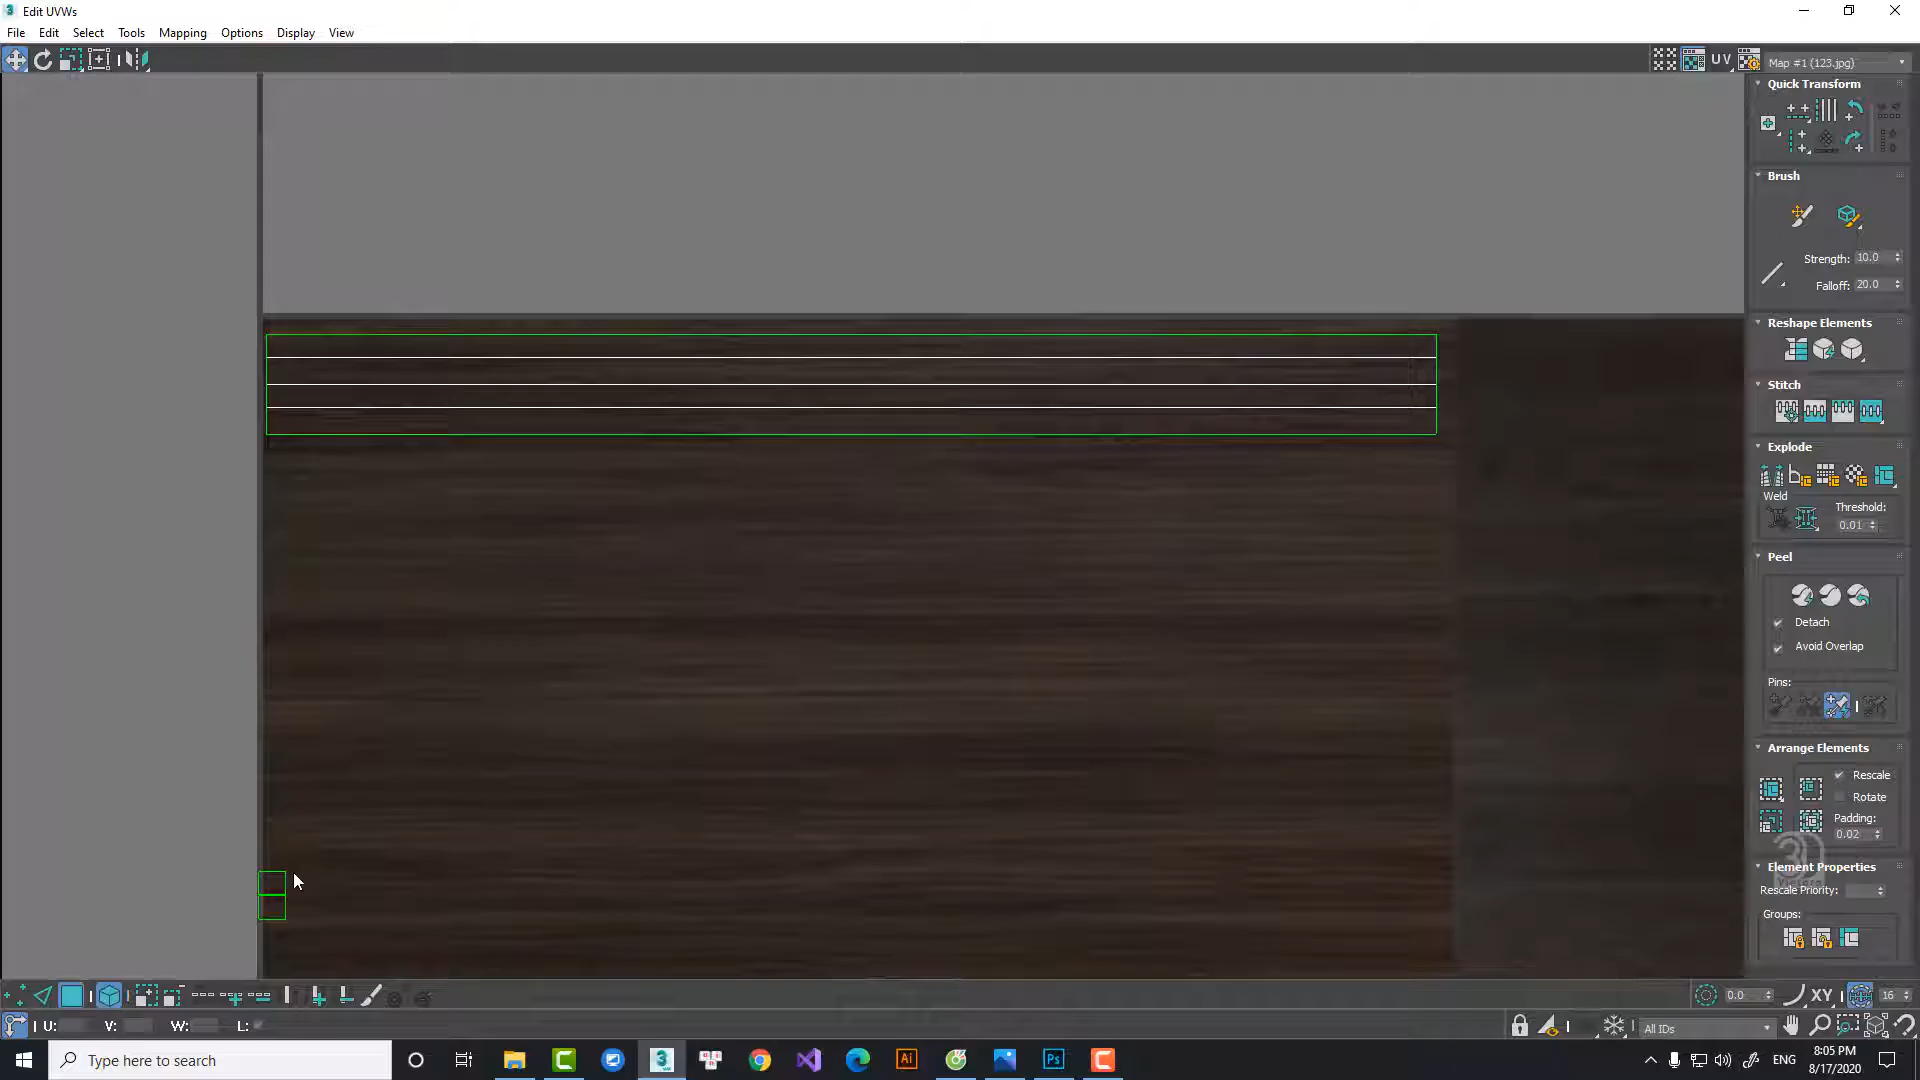 Edit UVWs
File Edit Select Tools Mapping Options Display View
UV Map #1 (123.jpg)
Quick Transform
Brush
Strength: 10.0
Falloff: 20.0
Reshape Elements
Stitch
Explode
Weld
Threshold:
0.01
Peel
Detach
Avoid Overlap
Pins:
Arrange Elements
Rescale
Rotate
Padding:
0.02
Element Properties
Rescale Priority:
Groups:
0.0 XY 16
U: V: W: L: All IDs
Type here to search
3 Ai Ps ENG
8:05 PM
8/17/2020